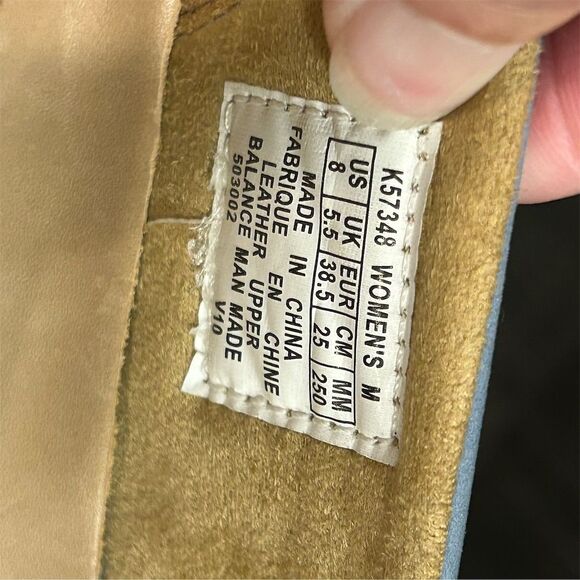 K57348 WOMEN'S M
US UK EUR CM MM
8 5.5 38.5 25 250
MADE IN CHINA
FABRIQUE EN CHINE
LEATHER UPPER
BALANCE MAN MADE
503002 V10